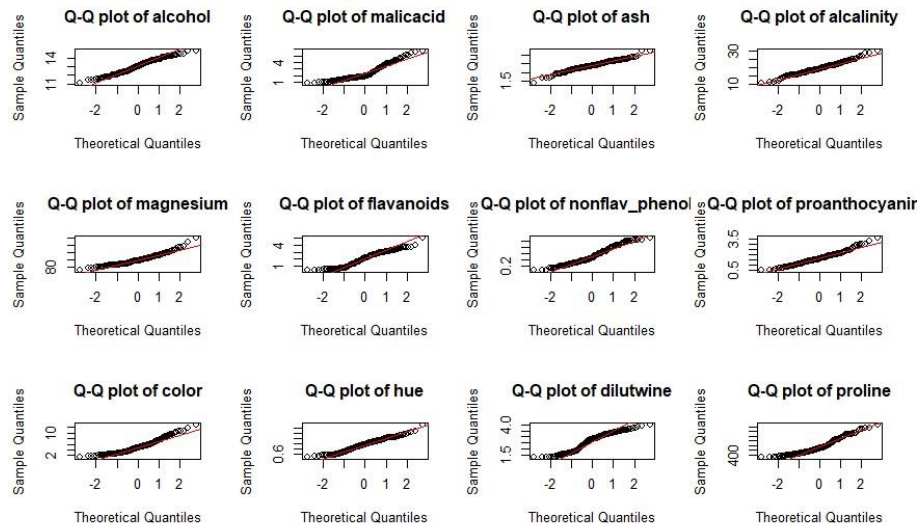 Q-Q plot of alcohol
Sample Quantiles
11 14
-2 0 1 2
Theoretical Quantiles
Q-Q plot of malicacid
Sample Quantiles
1 4
-2 0 1 2
Theoretical Quantiles
Q-Q plot of ash
Sample Quantiles
1.5
-2 0 1 2
Theoretical Quantiles
Q-Q plot of alcalinity
Sample Quantiles
10 30
-2 0 1 2
Theoretical Quantiles
Q-Q plot of magnesium
Sample Quantiles
80
-2 0 1 2
Theoretical Quantiles
Q-Q plot of flavanoids
Sample Quantiles
1 4
-2 0 1 2
Theoretical Quantiles
Q-Q plot of nonflav_phenol
Sample Quantiles
0.2
-2 0 1 2
Theoretical Quantiles
Q-Q plot of proanthocyanin
Sample Quantiles
0.5 3.5
-2 0 1 2
Theoretical Quantiles
Q-Q plot of color
Sample Quantiles
2 10
-2 0 1 2
Theoretical Quantiles
Q-Q plot of hue
Sample Quantiles
0.6
-2 0 1 2
Theoretical Quantiles
Q-Q plot of dilutwine
Sample Quantiles
1.5 4.0
-2 0 1 2
Theoretical Quantiles
Q-Q plot of proline
Sample Quantiles
400
-2 0 1 2
Theoretical Quantiles